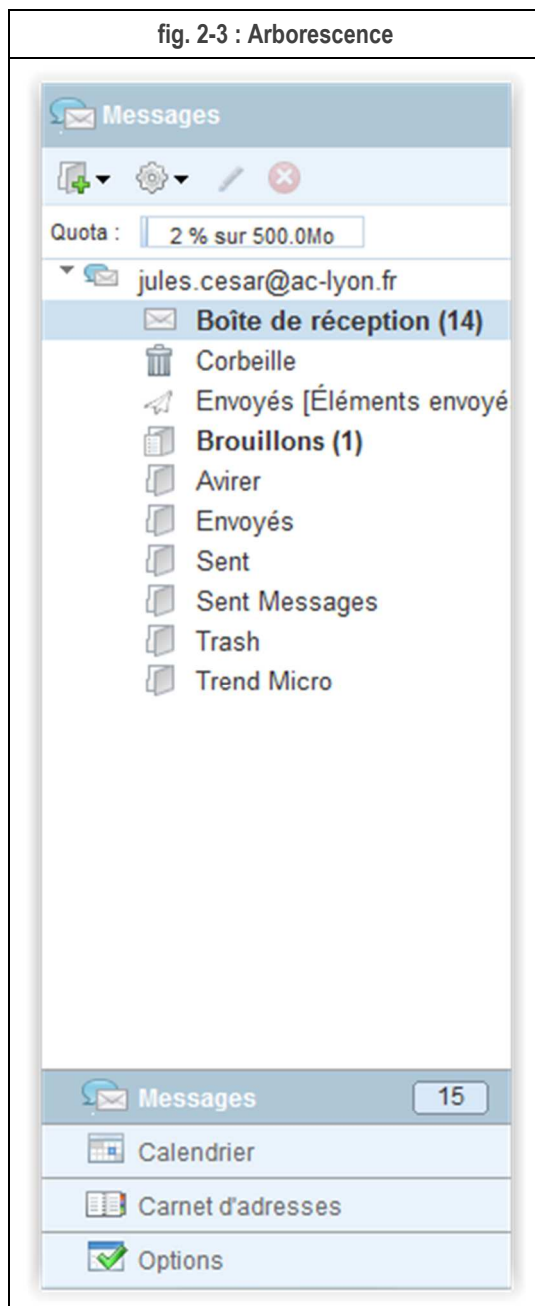 fig. 2-3 : Arborescence
Messages
Quota : 2 % sur 500.0Mo
jules.cesar@ac-lyon.fr
Boîte de réception (14)
Corbeille
Envoyés [Éléments envoyé
Brouillons (1)
Avirer
Envoyés
Sent
Sent Messages
Trash
Trend Micro
Messages 15
Calendrier
Carnet d'adresses
Options